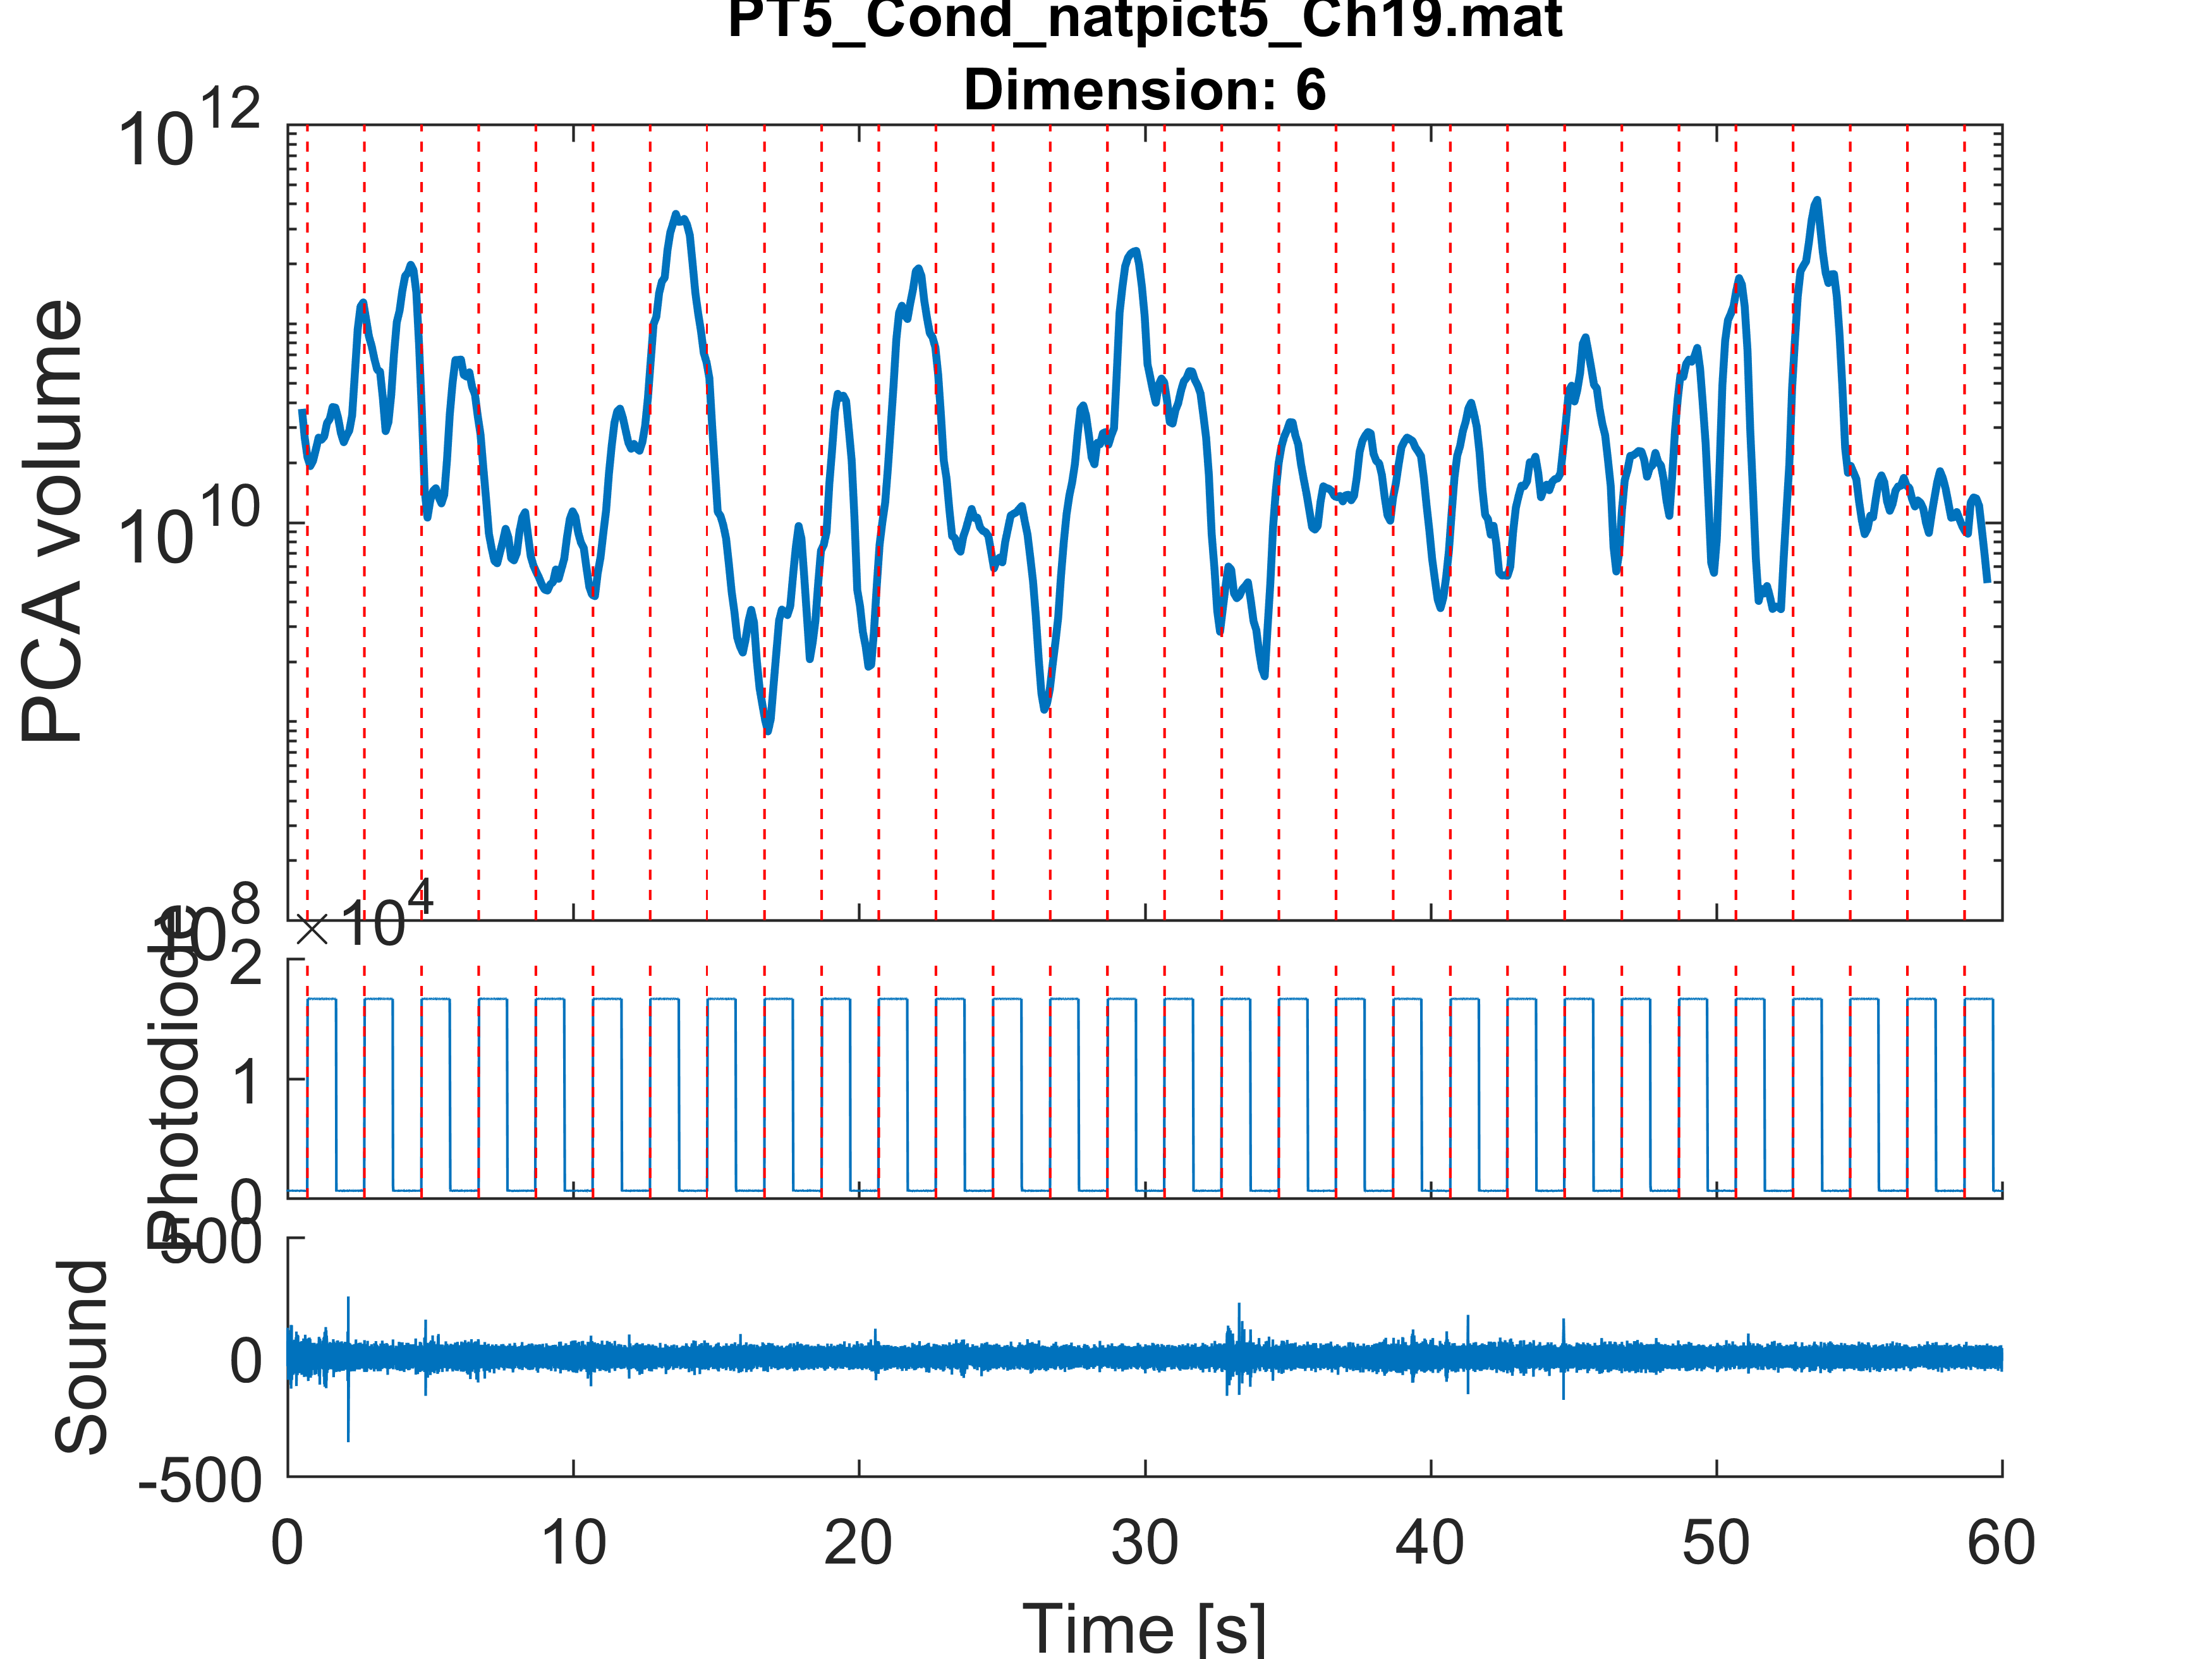 PT5_Cond_natpict5_Ch19.mat
Dimension: 6
10^12
10^10
10^8
PCA volume
×10^4
2
1
0
Photodiode
500
0
-500
Sound
0 10 20 30 40 50 60
Time [s]